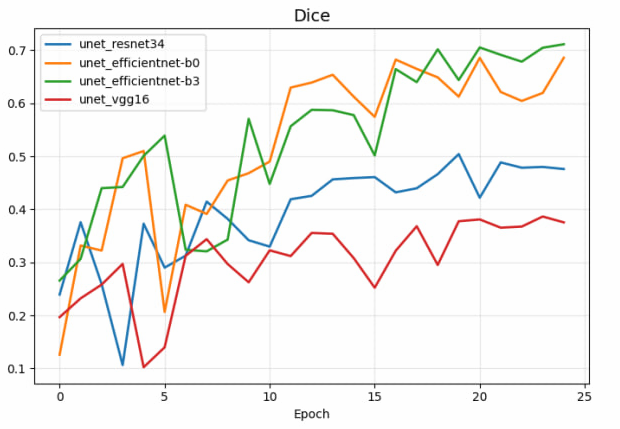 Dice
unet_resnet34
unet_efficientnet-b0
unet_efficientnet-b3
unet_vgg16
0.7
0.6
0.5
0.4
0.3
0.2
0.1
0 5 10 15 20 25
Epoch